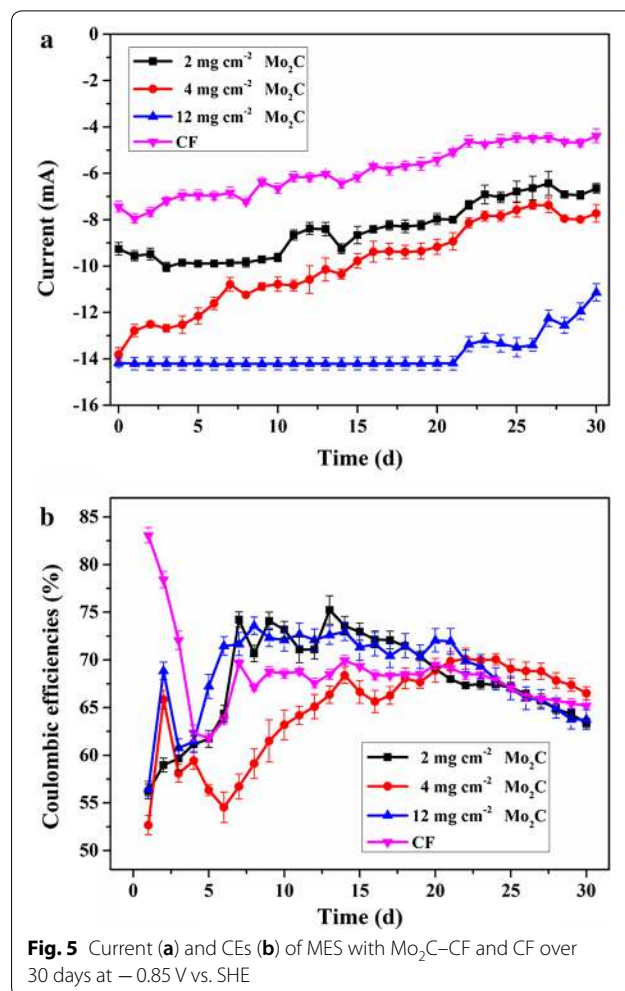 a
0
-2
-4
-6
-8
-10
-12
-14
-16
Current (mA)
2 mg cm⁻² Mo₂C
4 mg cm⁻² Mo₂C
12 mg cm⁻² Mo₂C
CF
0 5 10 15 20 25 30
Time (d)
b
85
80
75
70
65
60
55
50
Coulombic efficiencies (%)
2 mg cm⁻² Mo₂C
4 mg cm⁻² Mo₂C
12 mg cm⁻² Mo₂C
CF
0 5 10 15 20 25 30
Time (d)
Fig. 5 Current (a) and CEs (b) of MES with Mo₂C–CF and CF over
30 days at − 0.85 V vs. SHE